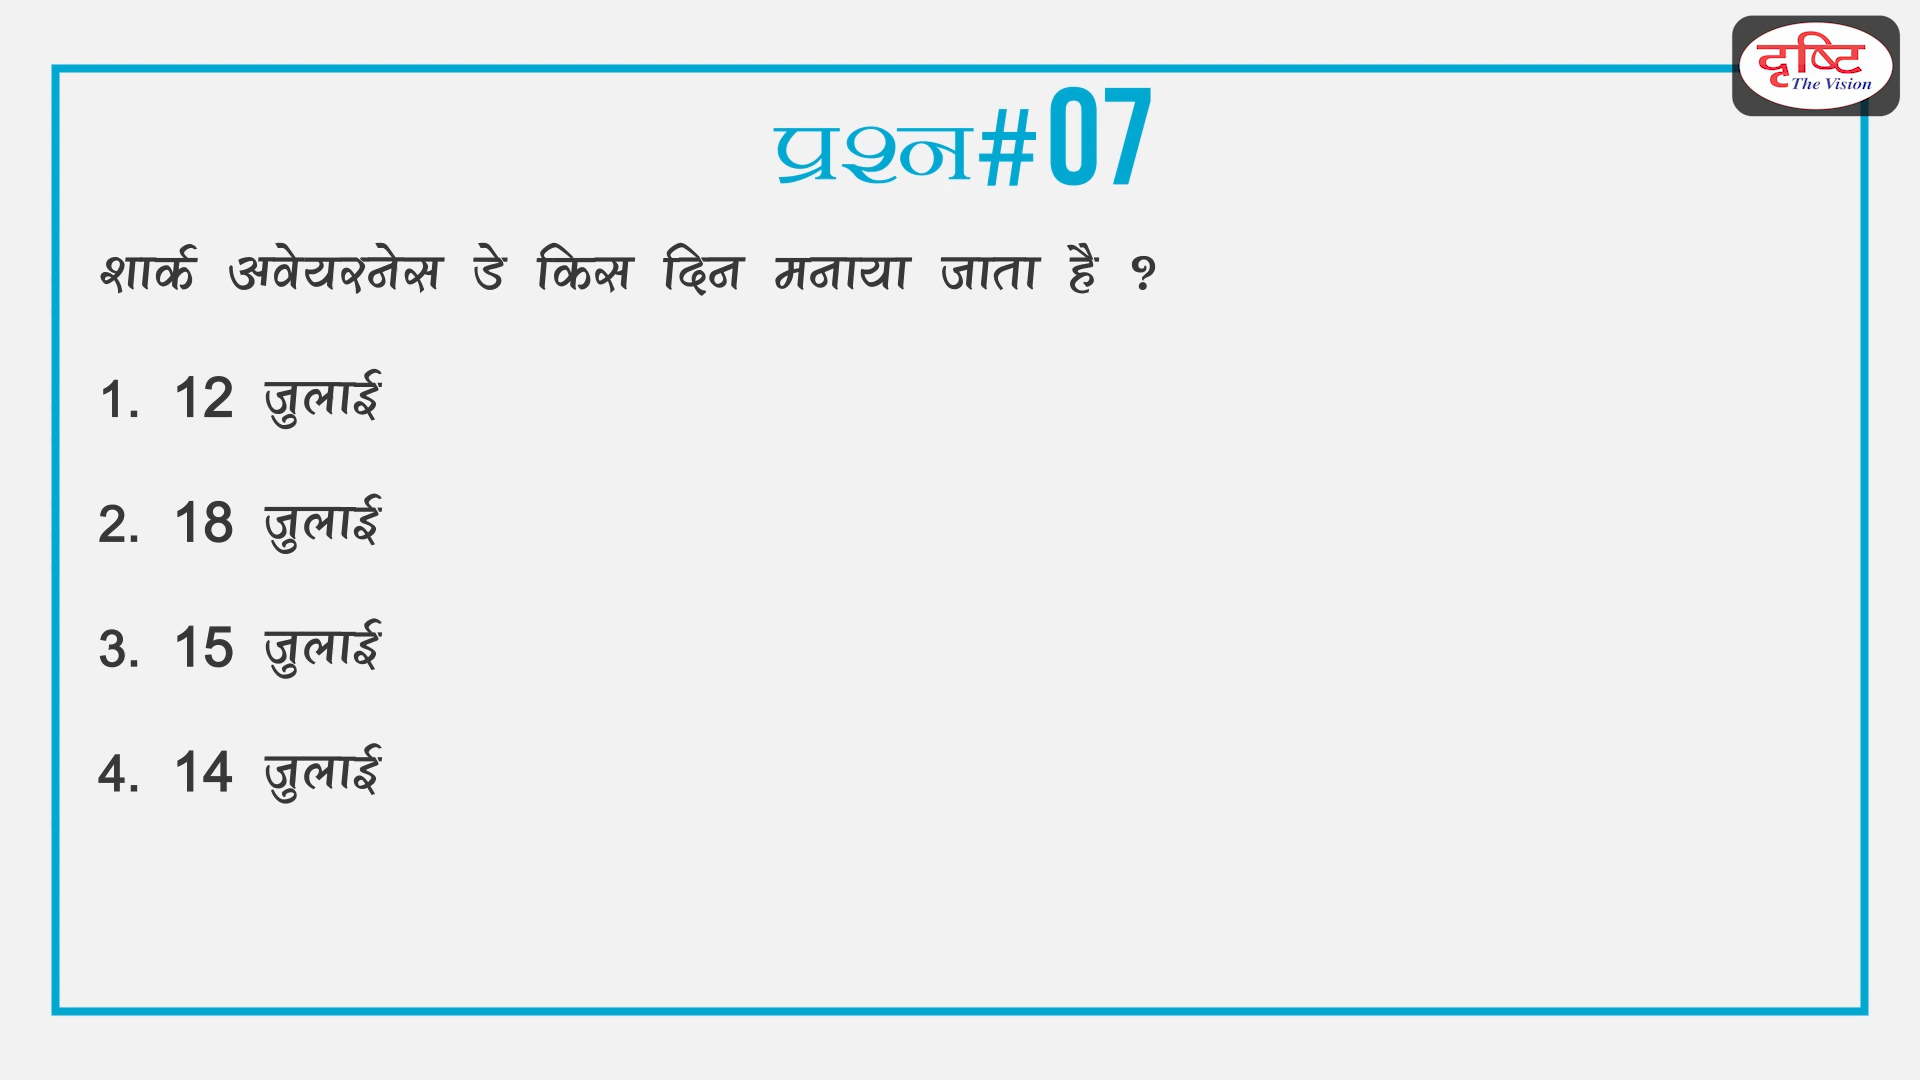 दृष्टि
The Vision
प्रश्न#07
शार्क अवेयरनेस डे किस दिन मनाया जाता है ?
1. 12 जुलाई
2. 18 जुलाई
3. 15 जुलाई
4. 14 जुलाई